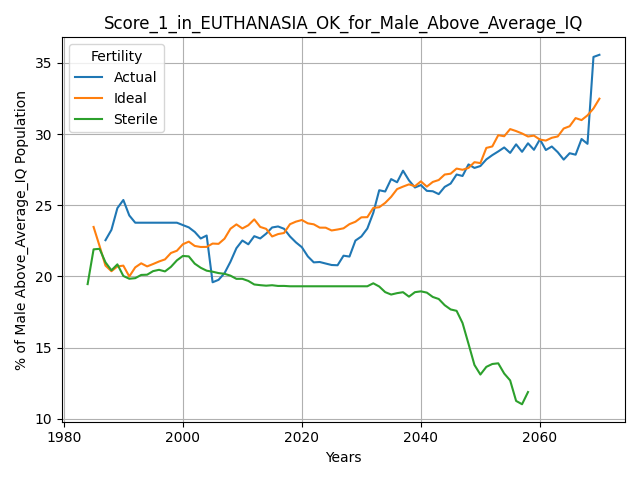 Score_1_in_EUTHANASIA_OK_for_Male_Above_Average_IQ
Fertility
Actual
Ideal
Sterile
% of Male Above_Average_IQ Population
35
30
25
20
15
10
1980
2000
2020
2040
2060
Years